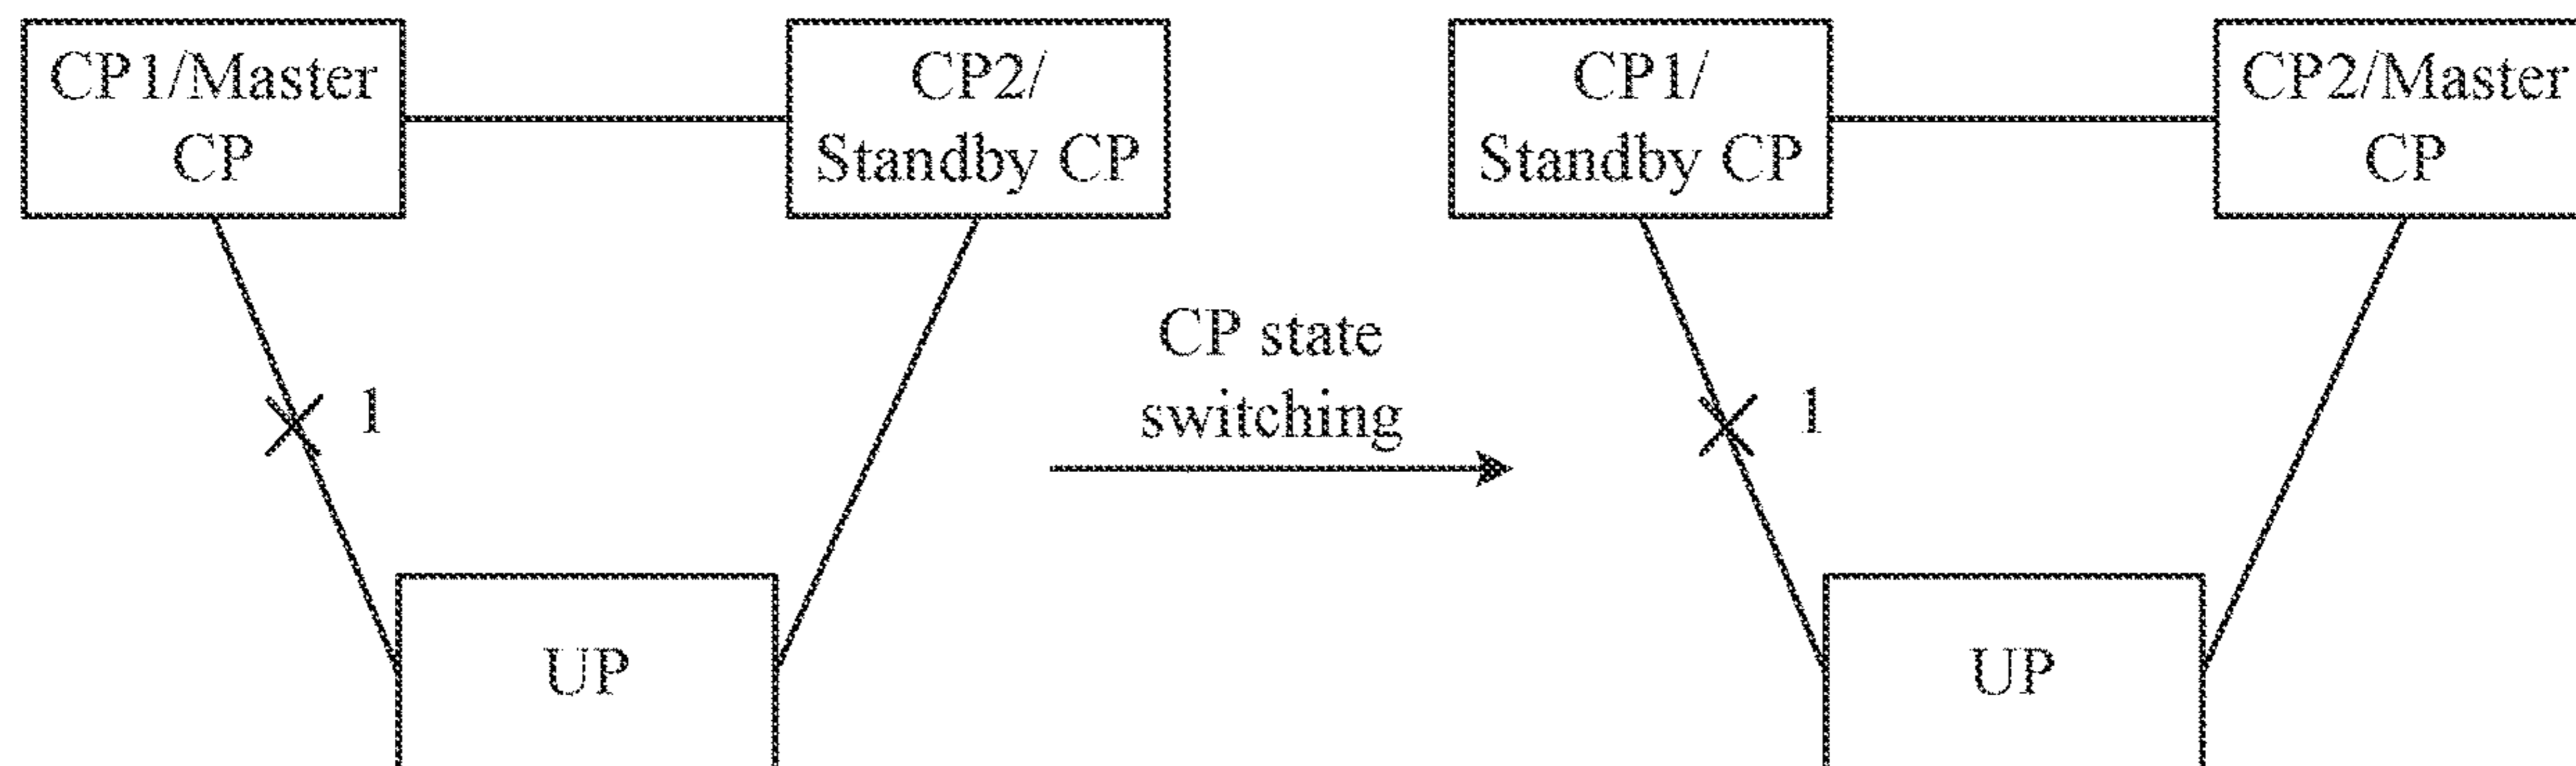 CP1/Master
CP
CP2/
Standby CP
1
UP
CP state
switching
CP1/
Standby CP
CP2/Master
CP
1
UP